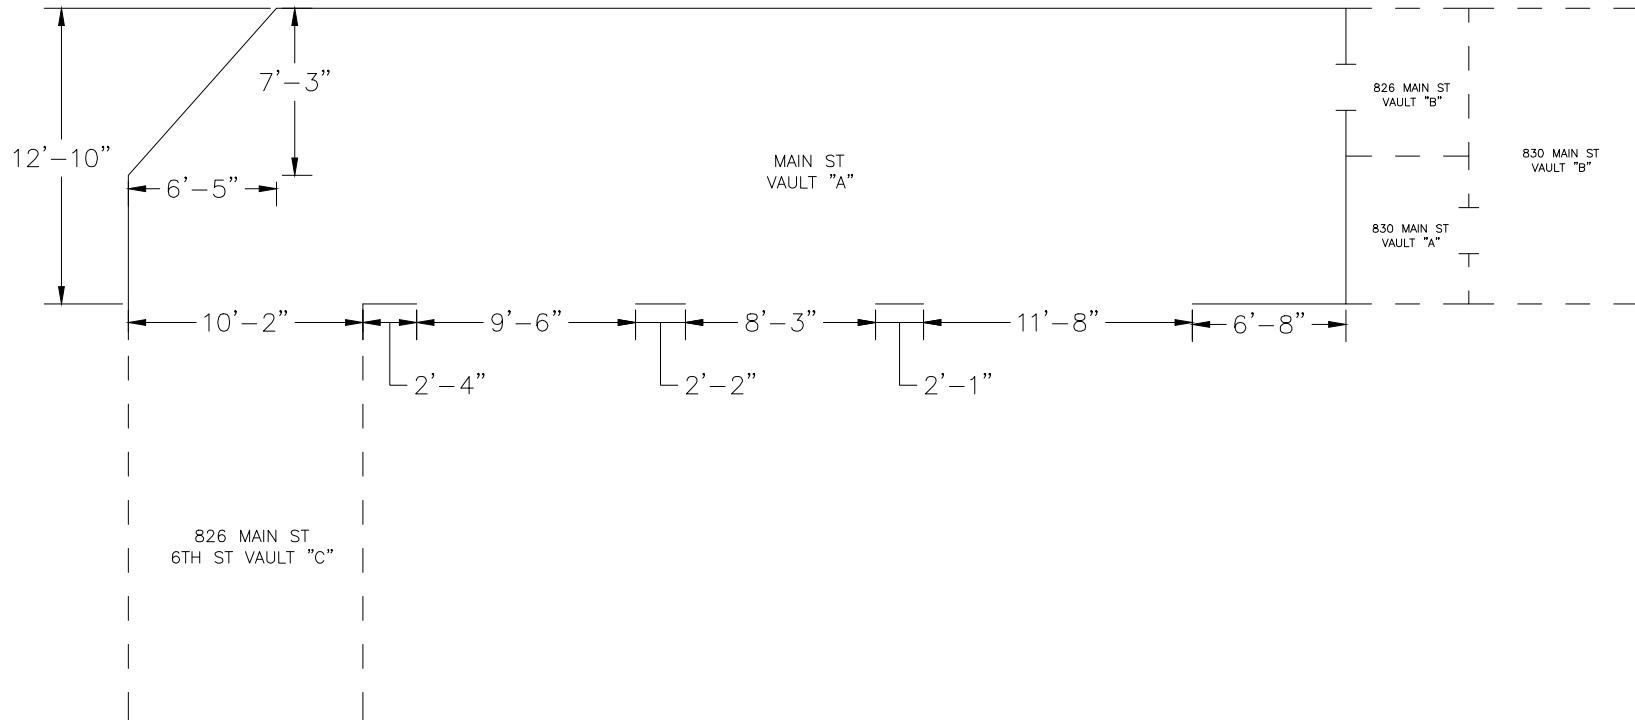 7'-3"
826 MAIN ST
VAULT "B"
12'-10"
MAIN ST
VAULT "A"
830 MAIN ST
VAULT "B"
6'-5"
830 MAIN ST
VAULT "A"
10'-2"
9'-6"
8'-3"
11'-8"
6'-8"
2'-4"
2'-2"
2'-1"
826 MAIN ST
6TH ST VAULT "C"